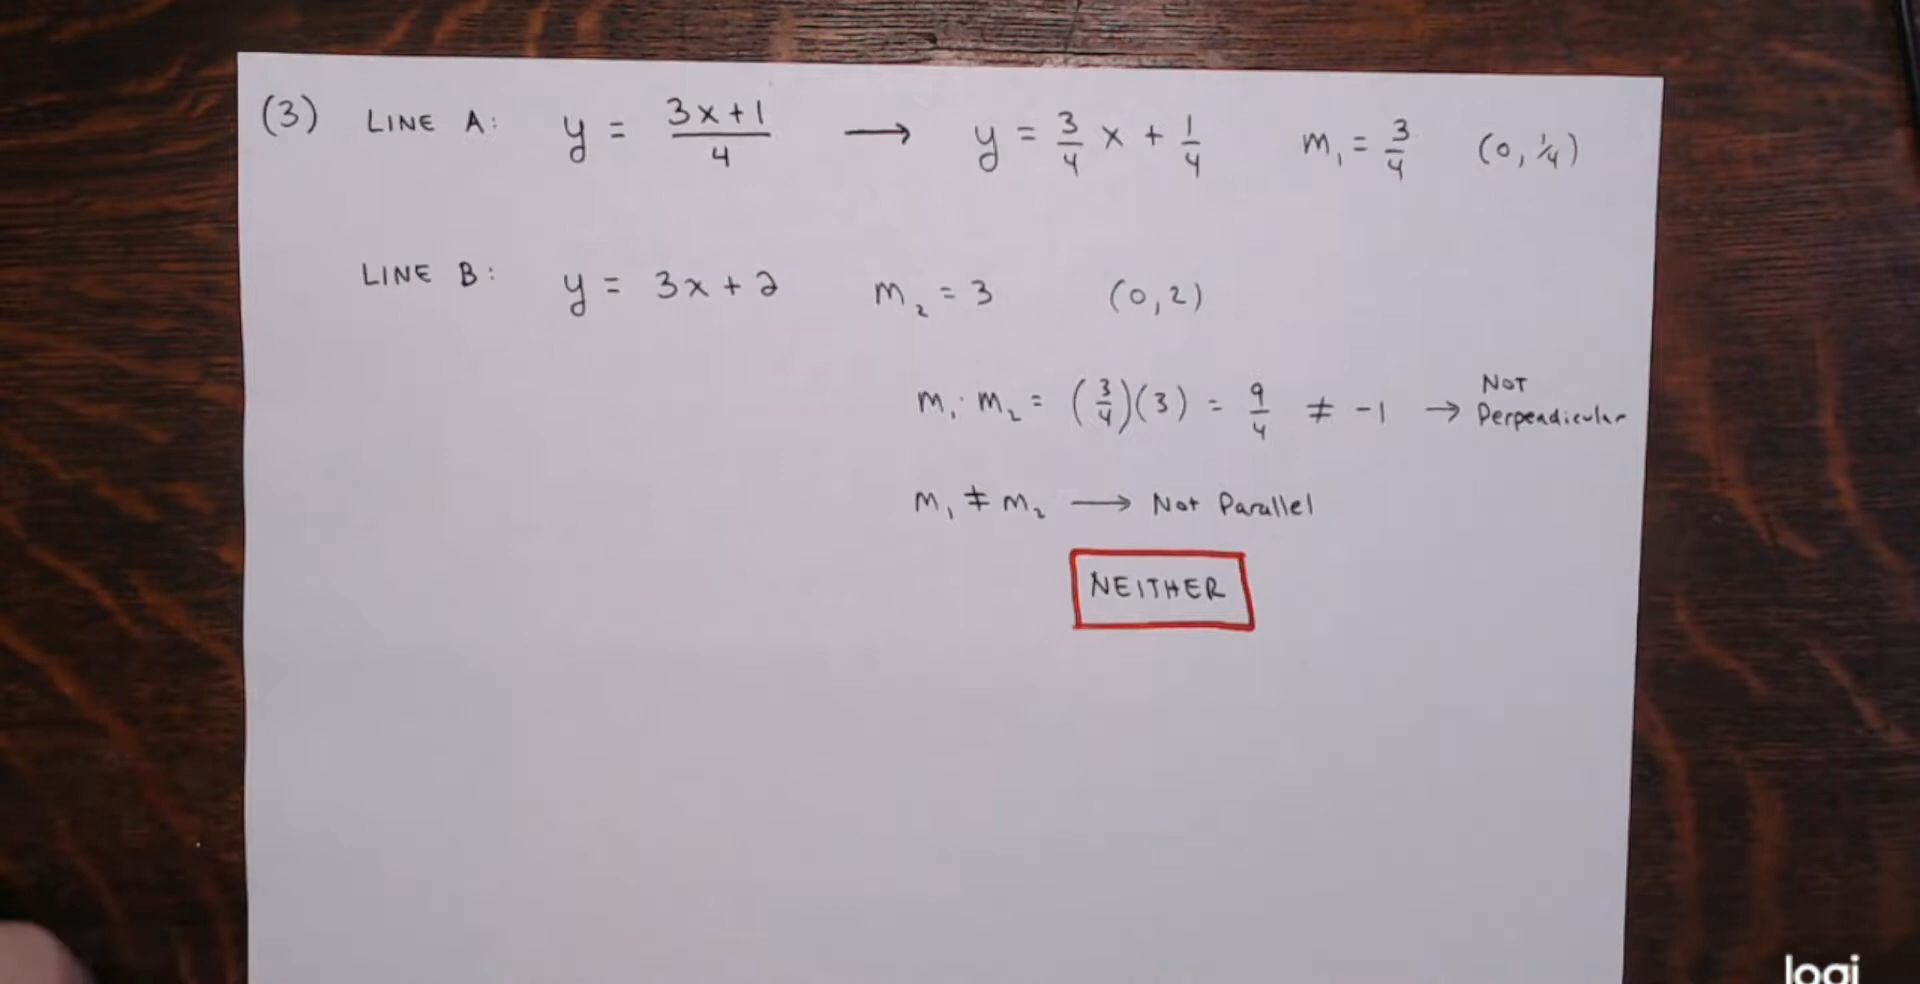 (3) LINE A: y = (3x+1)/4 → y = 3/4 x + 1/4 m₁ = 3/4 (0, 1/4)
LINE B: y = 3x+2 m₂ = 3 (0,2)
m₁·m₂ = (3/4)(3) = 9/4 ≠ -1 → NOT Perpendicular
m₁ ≠ m₂ → Not Parallel
NEITHER
logi